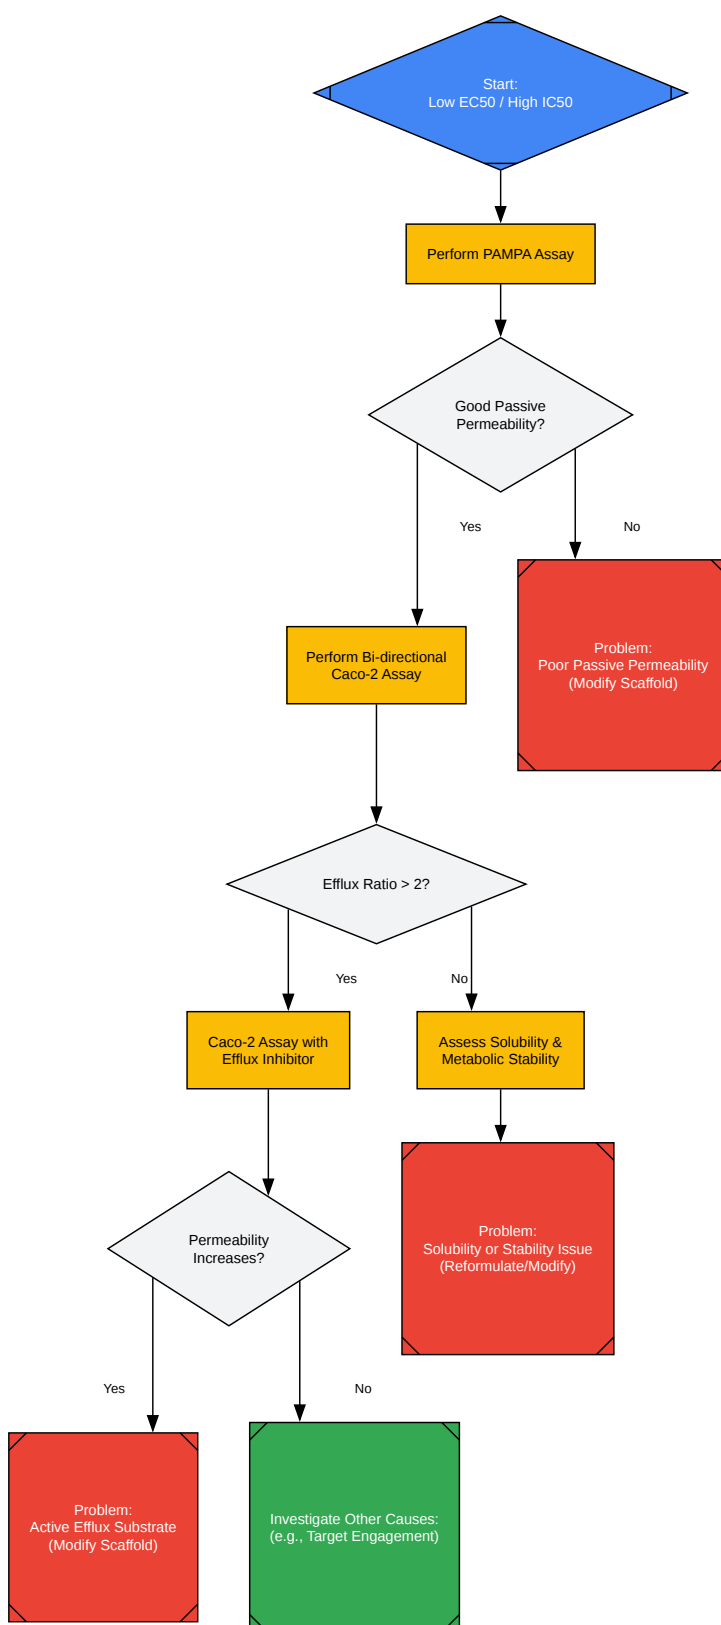 Start:
Low EC50 / High IC50
Perform PAMPA Assay
Good Passive
Permeability?
Yes
No
Problem:
Poor Passive Permeability
(Modify Scaffold)
Perform Bi-directional
Caco-2 Assay
Efflux Ratio > 2?
Yes
No
Caco-2 Assay with
Efflux Inhibitor
Assess Solubility &
Metabolic Stability
Problem:
Solubility or Stability Issue
(Reformulate/Modify)
Permeability
Increases?
Yes
No
Problem:
Active Efflux Substrate
(Modify Scaffold)
Investigate Other Causes:
(e.g., Target Engagement)